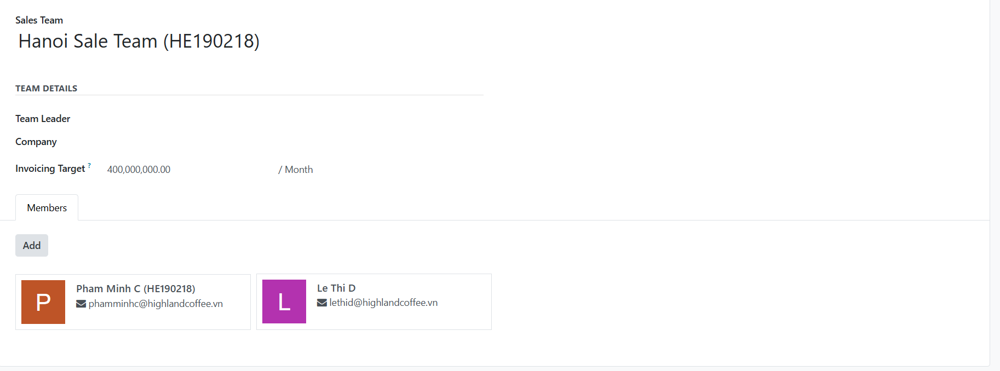 Sales Team
Hanoi Sale Team (HE190218)
TEAM DETAILS
Team Leader
Company
Invoicing Target ? 400,000,000.00 / Month
Members
Add
P
Pham Minh C (HE190218)
phamminhc@highlandcoffee.vn
L
Le Thi D
lethid@highlandcoffee.vn